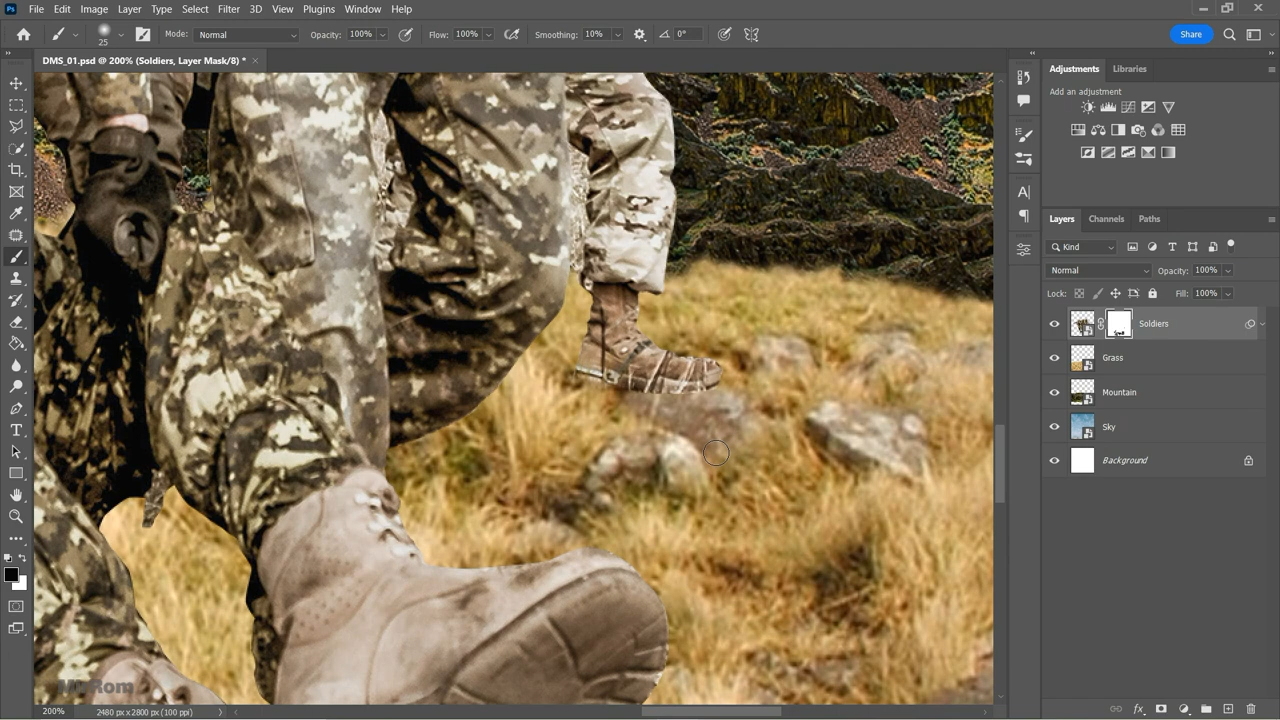 Ps File Edit Image Layer Type Select Filter 3D View Plugins Window Help
25 Mode: Normal Opacity: 100% Flow: 100% Smoothing: 10% 0° Share
DMS_01.psd @ 200% (Soldiers, Layer Mask/8) * ×
Adjustments Libraries
Add an adjustment
Layers Channels Paths
Kind
Normal Opacity: 100%
Lock: Fill: 100%
Soldiers
Grass
Mountain
Sky
Background
200% 2480 px x 2800 px (100 ppi)